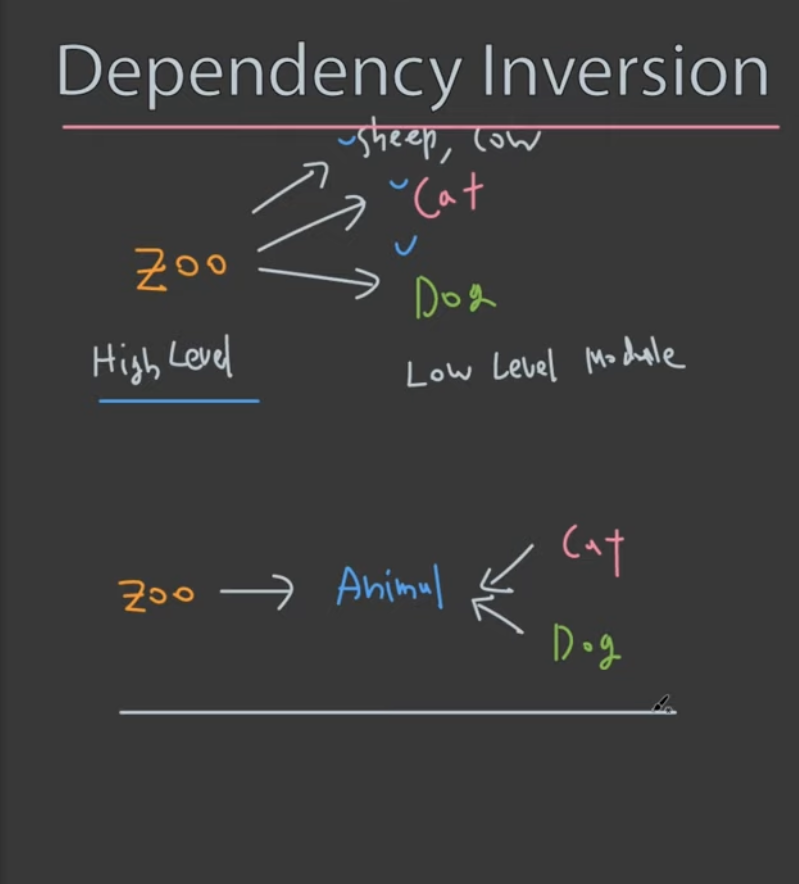 Dependency Inversion
sheep, cow
Cat
Zoo
Dog
High Level
Low Level Module
Cat
Zoo
Animal
Dog